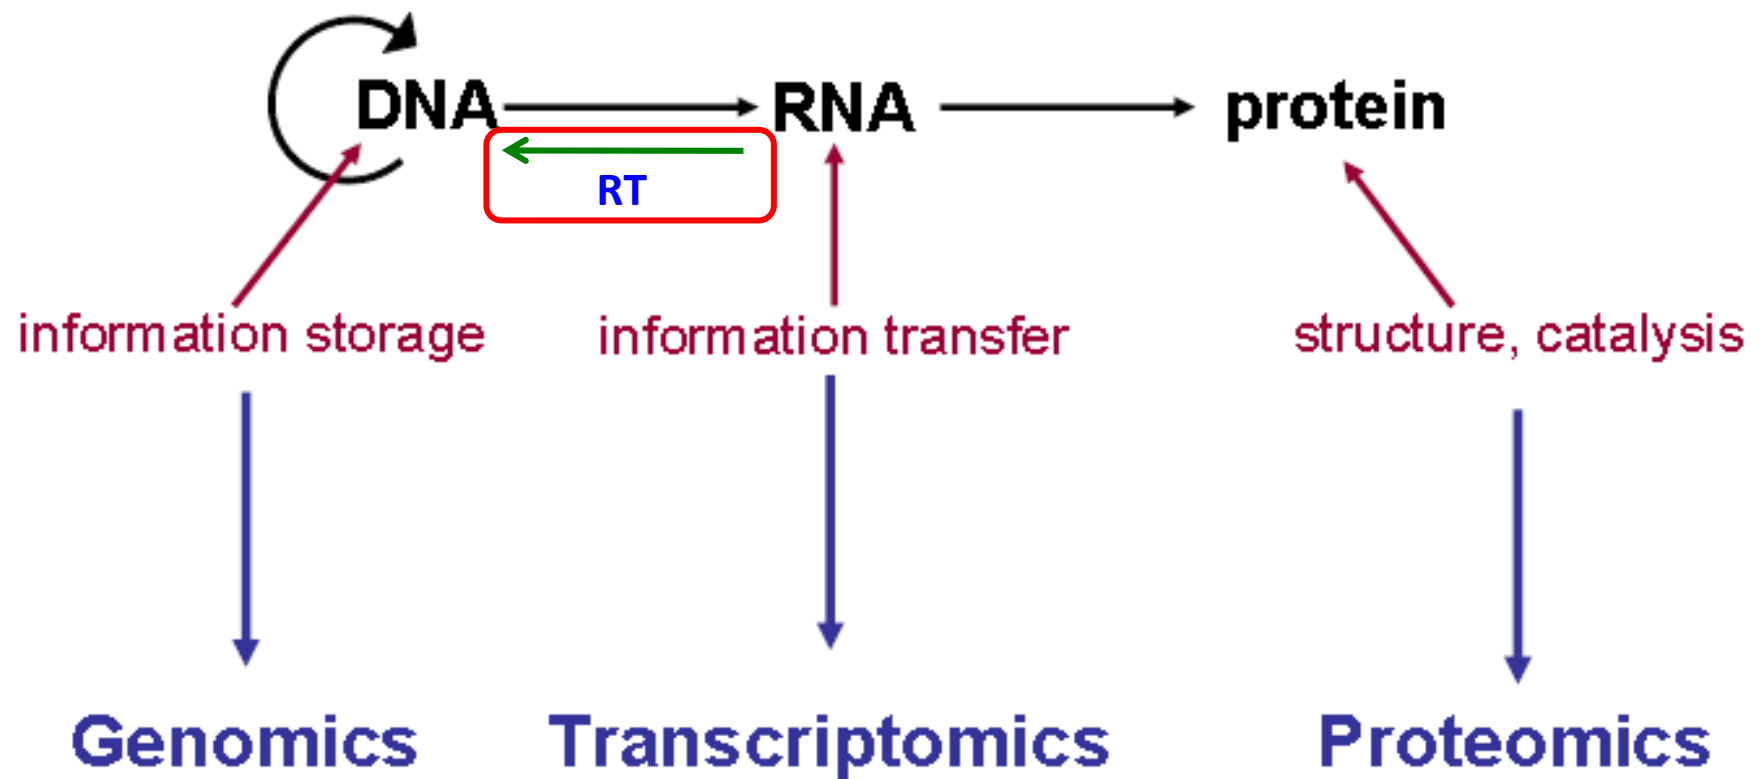 DNA RNA protein
RT
information storage information transfer structure, catalysis
Genomics Transcriptomics Proteomics